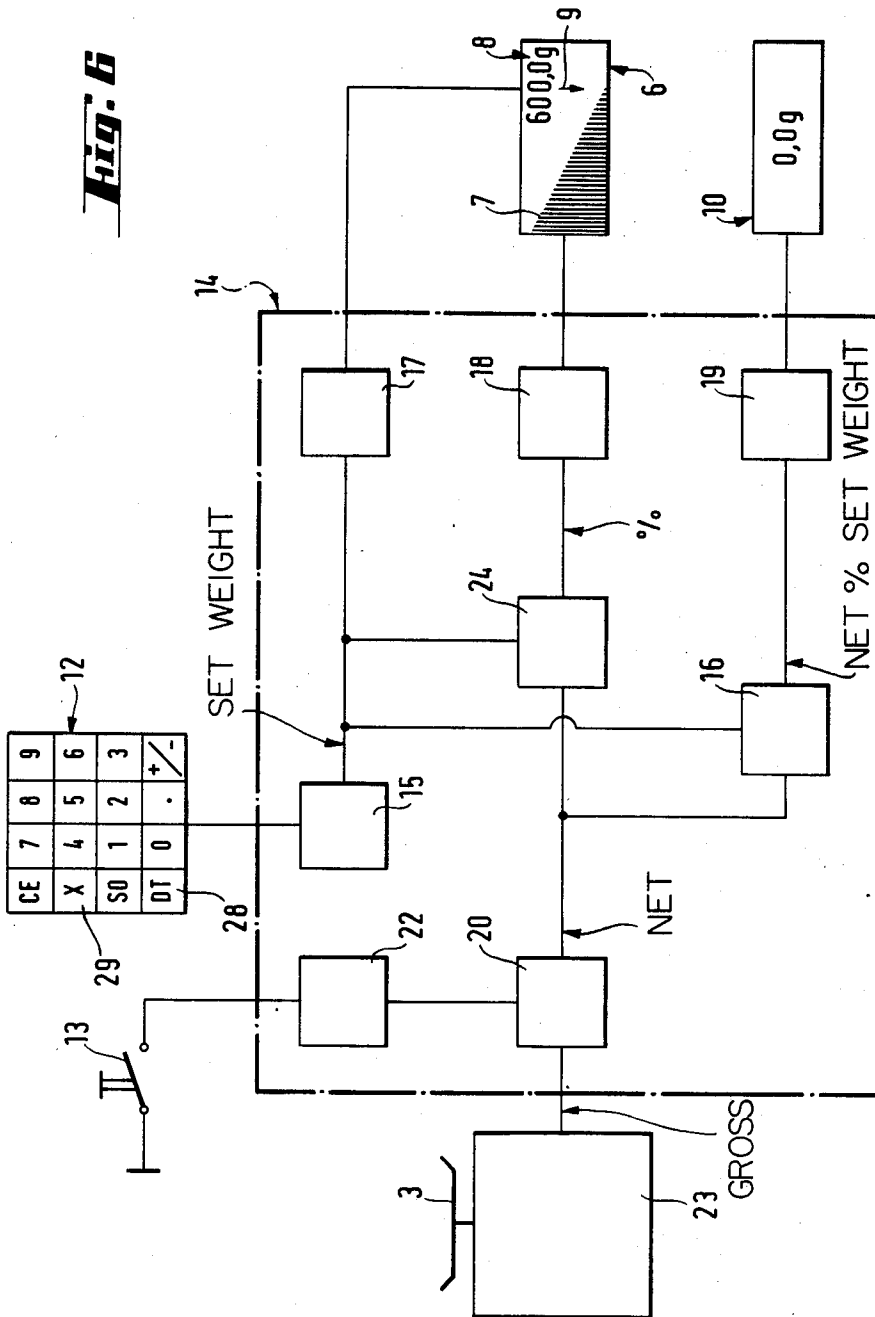 Fig. 6
CE 7 8 9
X 4 5 6
SO 1 2 3
DT 0 . +/-
12
29
28
13
14
SET WEIGHT
15
17
22
20
24
18
%
NET
16
19
NET % SET WEIGHT
3
23
GROSS
7
600,0g
8
9
6
10
0,0g